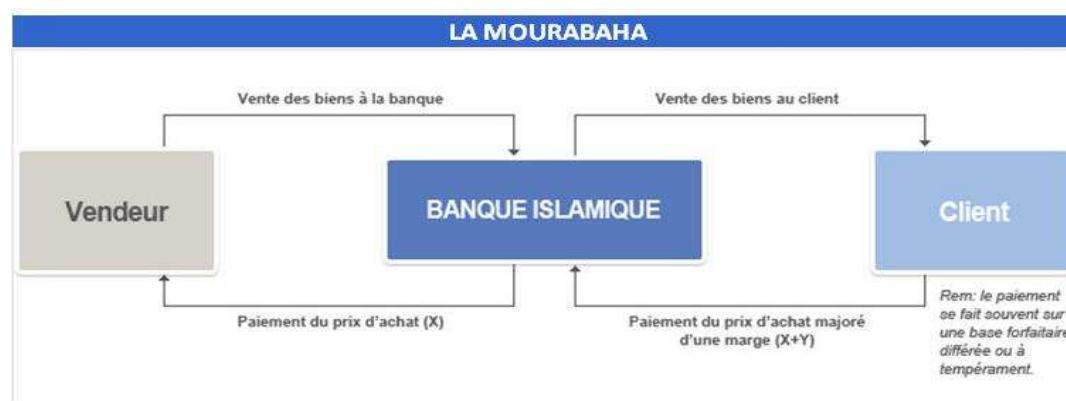 LA MOURABAHA
Vente des biens à la banque
Vente des biens au client
Vendeur
BANQUE ISLAMIQUE
Client
Paiement du prix d'achat (X)
Paiement du prix d'achat majoré
d'une marge (X+Y)
Rem: le paiement
se fait souvent sur
une base forfaitaire
différée ou à
tempérament.